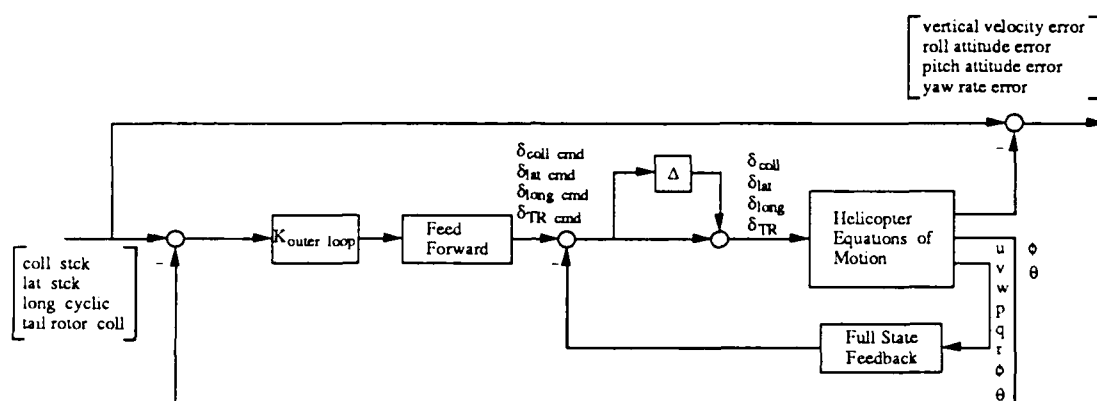 vertical velocity error
roll attitude error
pitch attitude error
yaw rate error
δcoll cmd
δlat cmd
δlong cmd
δTR cmd
Δ
δcoll
δlat
δlong
δTR
Kouter loop
Feed
Forward
Helicopter
Equations of
Motion
-
-
-
coll stck
lat stck
long cyclic
tail rotor coll
u
v
w
p
q
r
ϕ
θ
ϕ
θ
Full State
Feedback